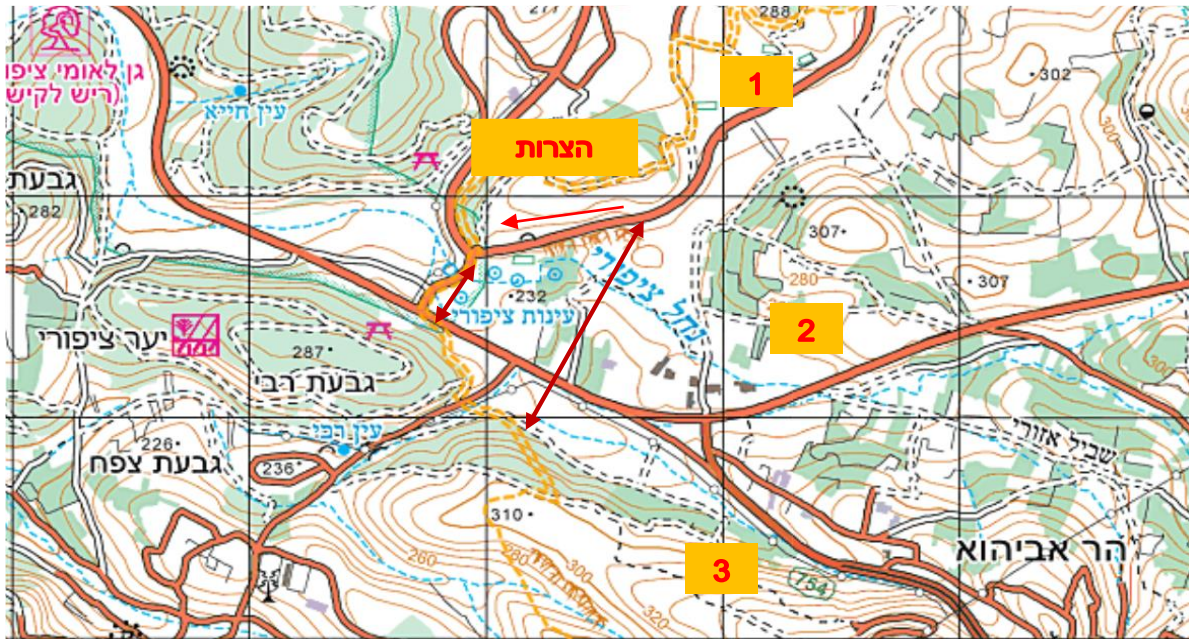 277
288
גן לאומי ציפו
(ריש לקיש
עין חייא
1
302
300
הצרות
גבעת
282
307
280
307
נחל ציפורי
232
עינות ציפורי
2
יער ציפורי
287
גבעת רבי
עין רבי
226
גבעת צפח
236
שביל אזורי
310
280
300
260
320
3
754
הר אביהוא